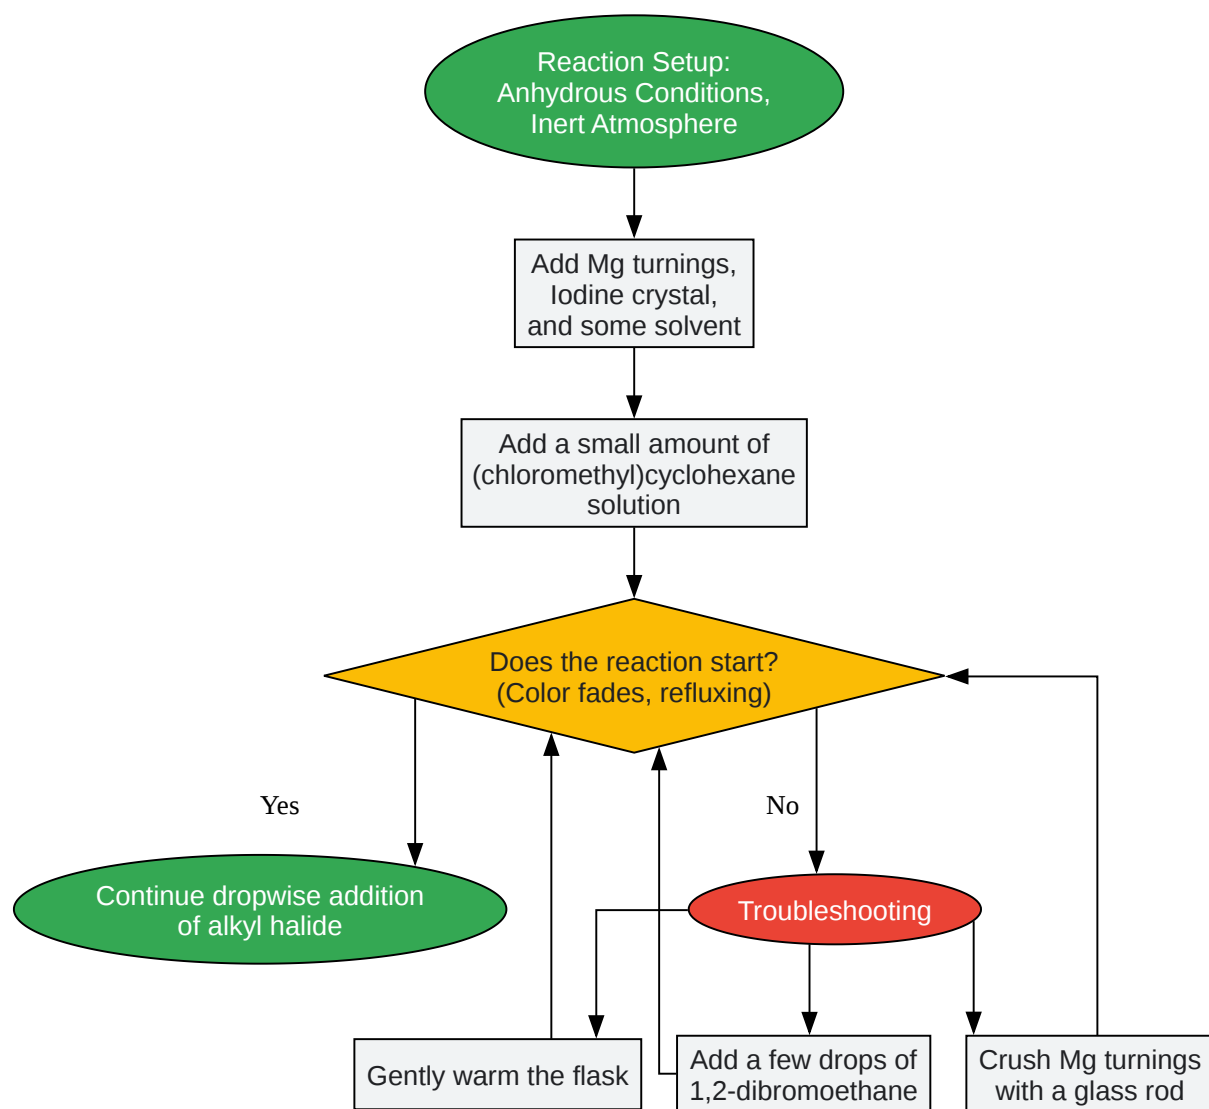 Reaction Setup:
Anhydrous Conditions,
Inert Atmosphere
Add Mg turnings,
Iodine crystal,
and some solvent
Add a small amount of
(chloromethyl)cyclohexane
solution
Does the reaction start?
(Color fades, refluxing)
Yes
No
Continue dropwise addition
of alkyl halide
Troubleshooting
Gently warm the flask
Add a few drops of
1,2-dibromoethane
Crush Mg turnings
with a glass rod